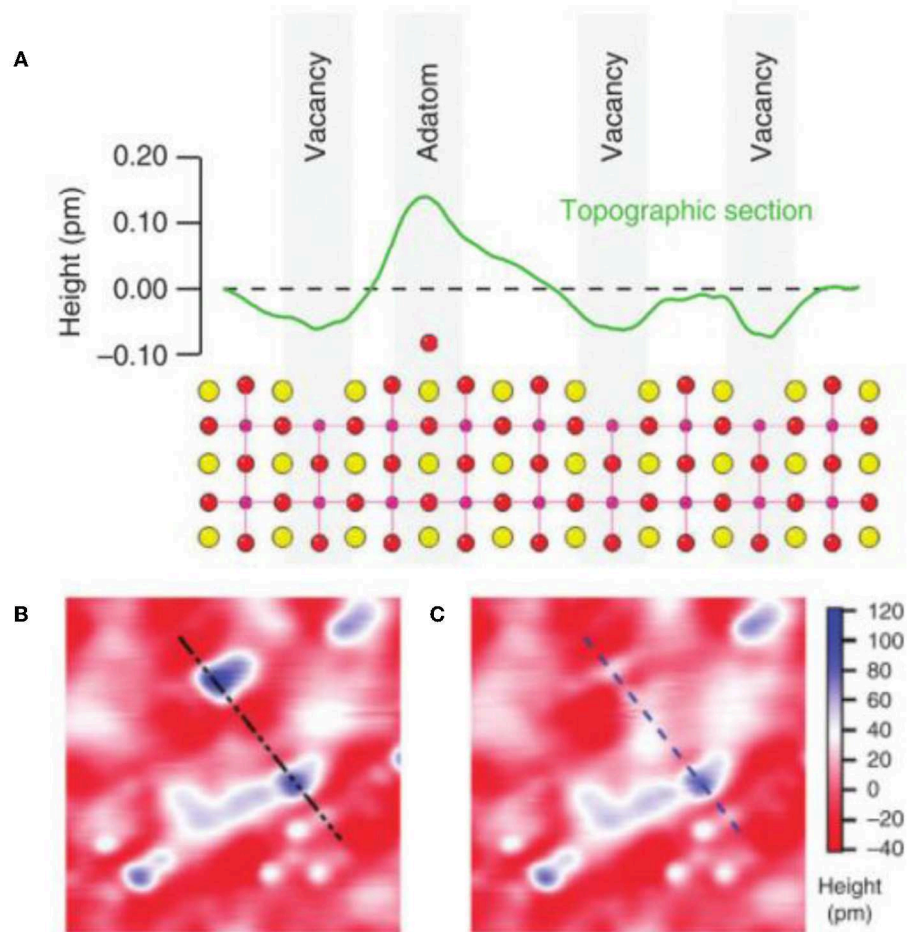 A
Vacancy
Adatom
Vacancy
Vacancy
0.20
0.10
0.00
–0.10
Height (pm)
Topographic section
B
C
120
100
80
60
40
20
0
–20
–40
Height
(pm)